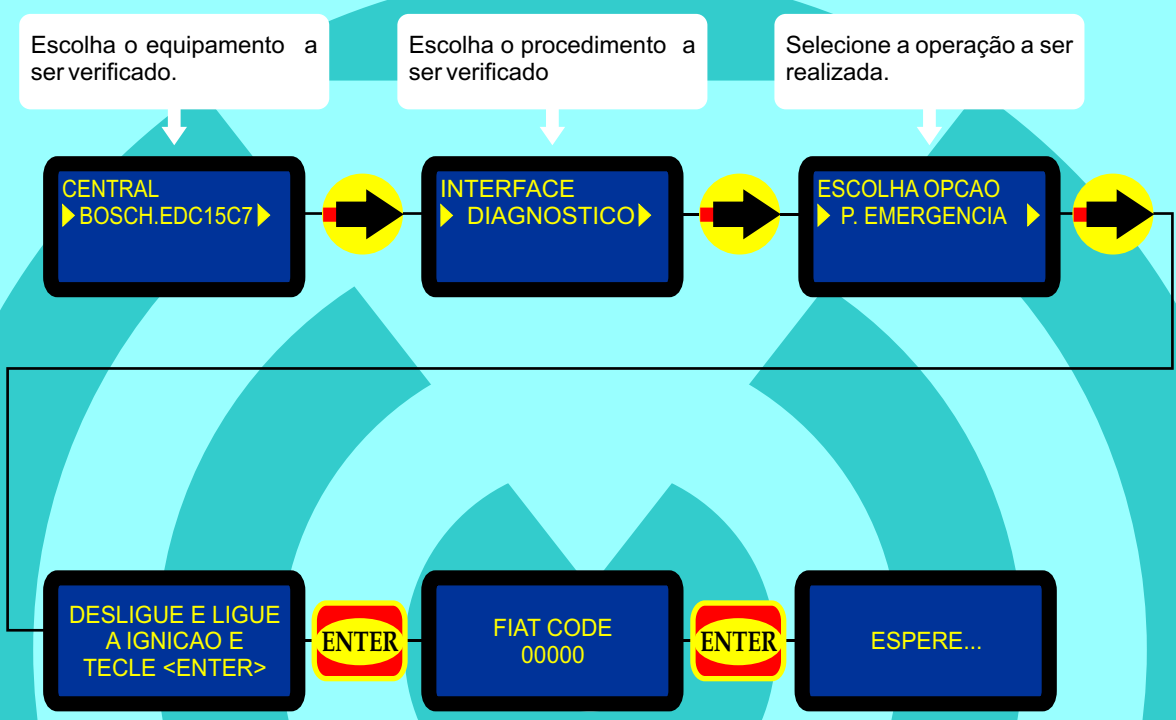 Escolha o equipamento a
ser verificado.
Escolha o procedimento a
ser verificado
Selecione a operação a ser
realizada.
CENTRAL
BOSCH.EDC15C7
INTERFACE
DIAGNOSTICO
ESCOLHA OPCAO
P. EMERGENCIA
DESLIGUE E LIGUE
A IGNICAO E
TECLE <ENTER>
ENTER
FIAT CODE
00000
ENTER
ESPERE...